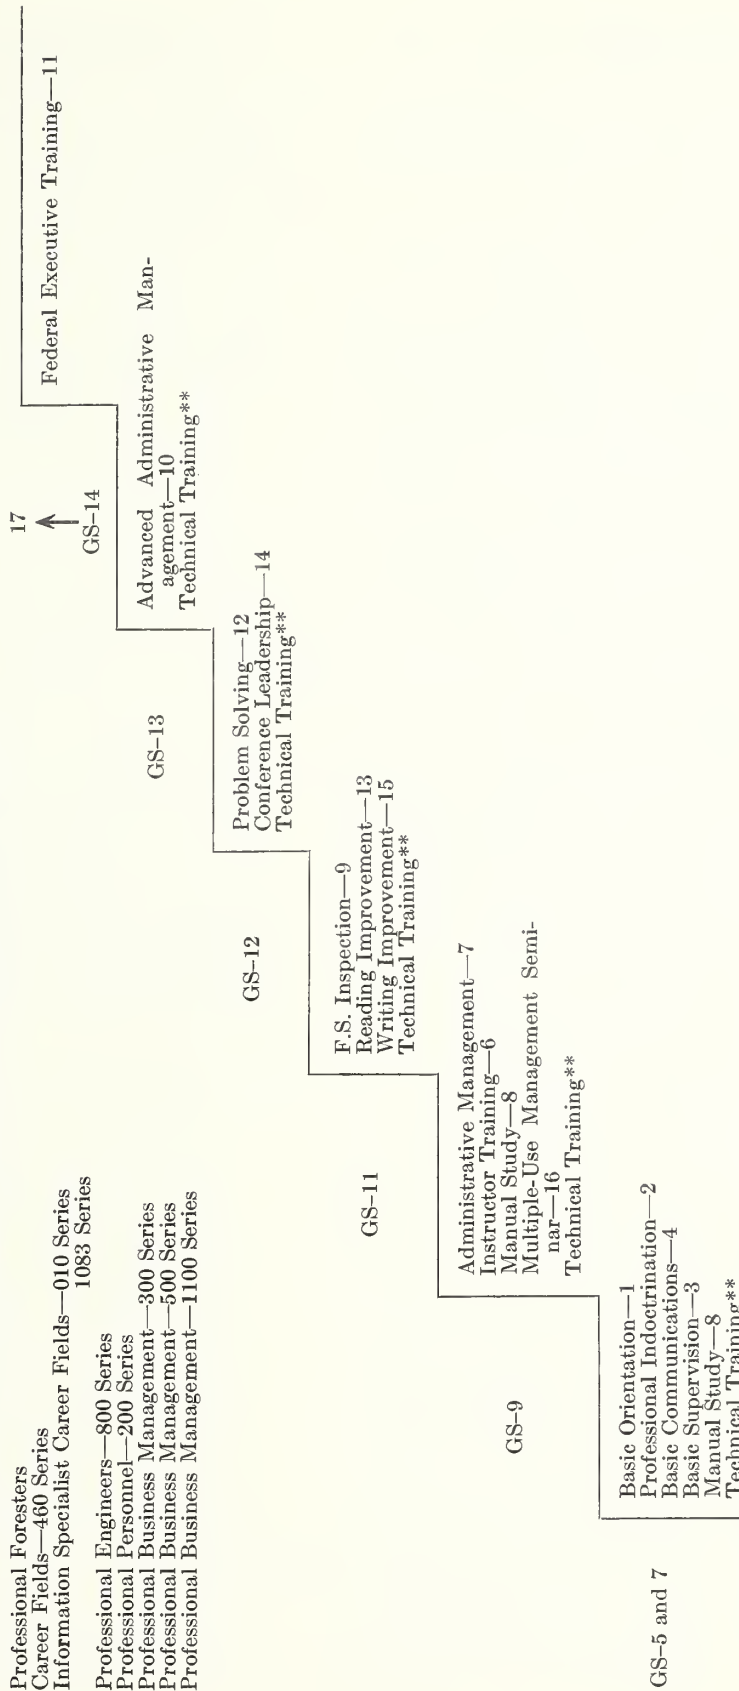 Professional Foresters
Career Fields—460 Series
Information Specialist Career Fields—010 Series
1083 Series
Professional Engineers—800 Series
Professional Personnel—200 Series
Professional Business Management—300 Series
Professional Business Management—500 Series
Professional Business Management—1100 Series
17
GS–14
Federal Executive Training—11
GS–13
Advanced Administrative Man-
agement—10
Technical Training**
GS–12
Problem Solving—12
Conference Leadership—14
Technical Training**
GS–11
F.S. Inspection—9
Reading Improvement—13
Writing Improvement—15
Technical Training**
GS–9
Administrative Management—7
Instructor Training—6
Manual Study—8
Multiple-Use Management Semi-
nar—16
Technical Training**
GS–5 and 7
Basic Orientation—1
Professional Indoctrination—2
Basic Communications—4
Basic Supervision—3
Manual Study—8
Technical Training**